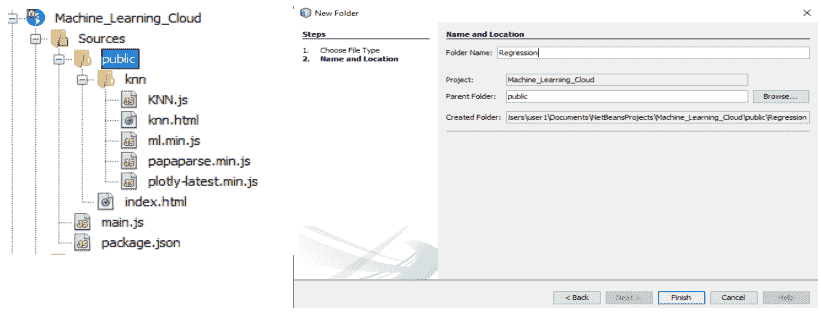 Machine_Learning_Cloud
Sources
public
knn
KNN.js
knn.html
ml.min.js
papaparse.min.js
plotly-latest.min.js
index.html
main.js
package.json
New Folder
Steps
1. Choose File Type
2. Name and Location
Name and Location
Folder Name: Regression
Project: Machine_Learning_Cloud
Parent Folder: public Browse...
Created Folder: Jsers\user1\Documents\NetBeansProjects\Machine_Learning_Cloud\public\Regression
< Back Next > Finish Cancel Help